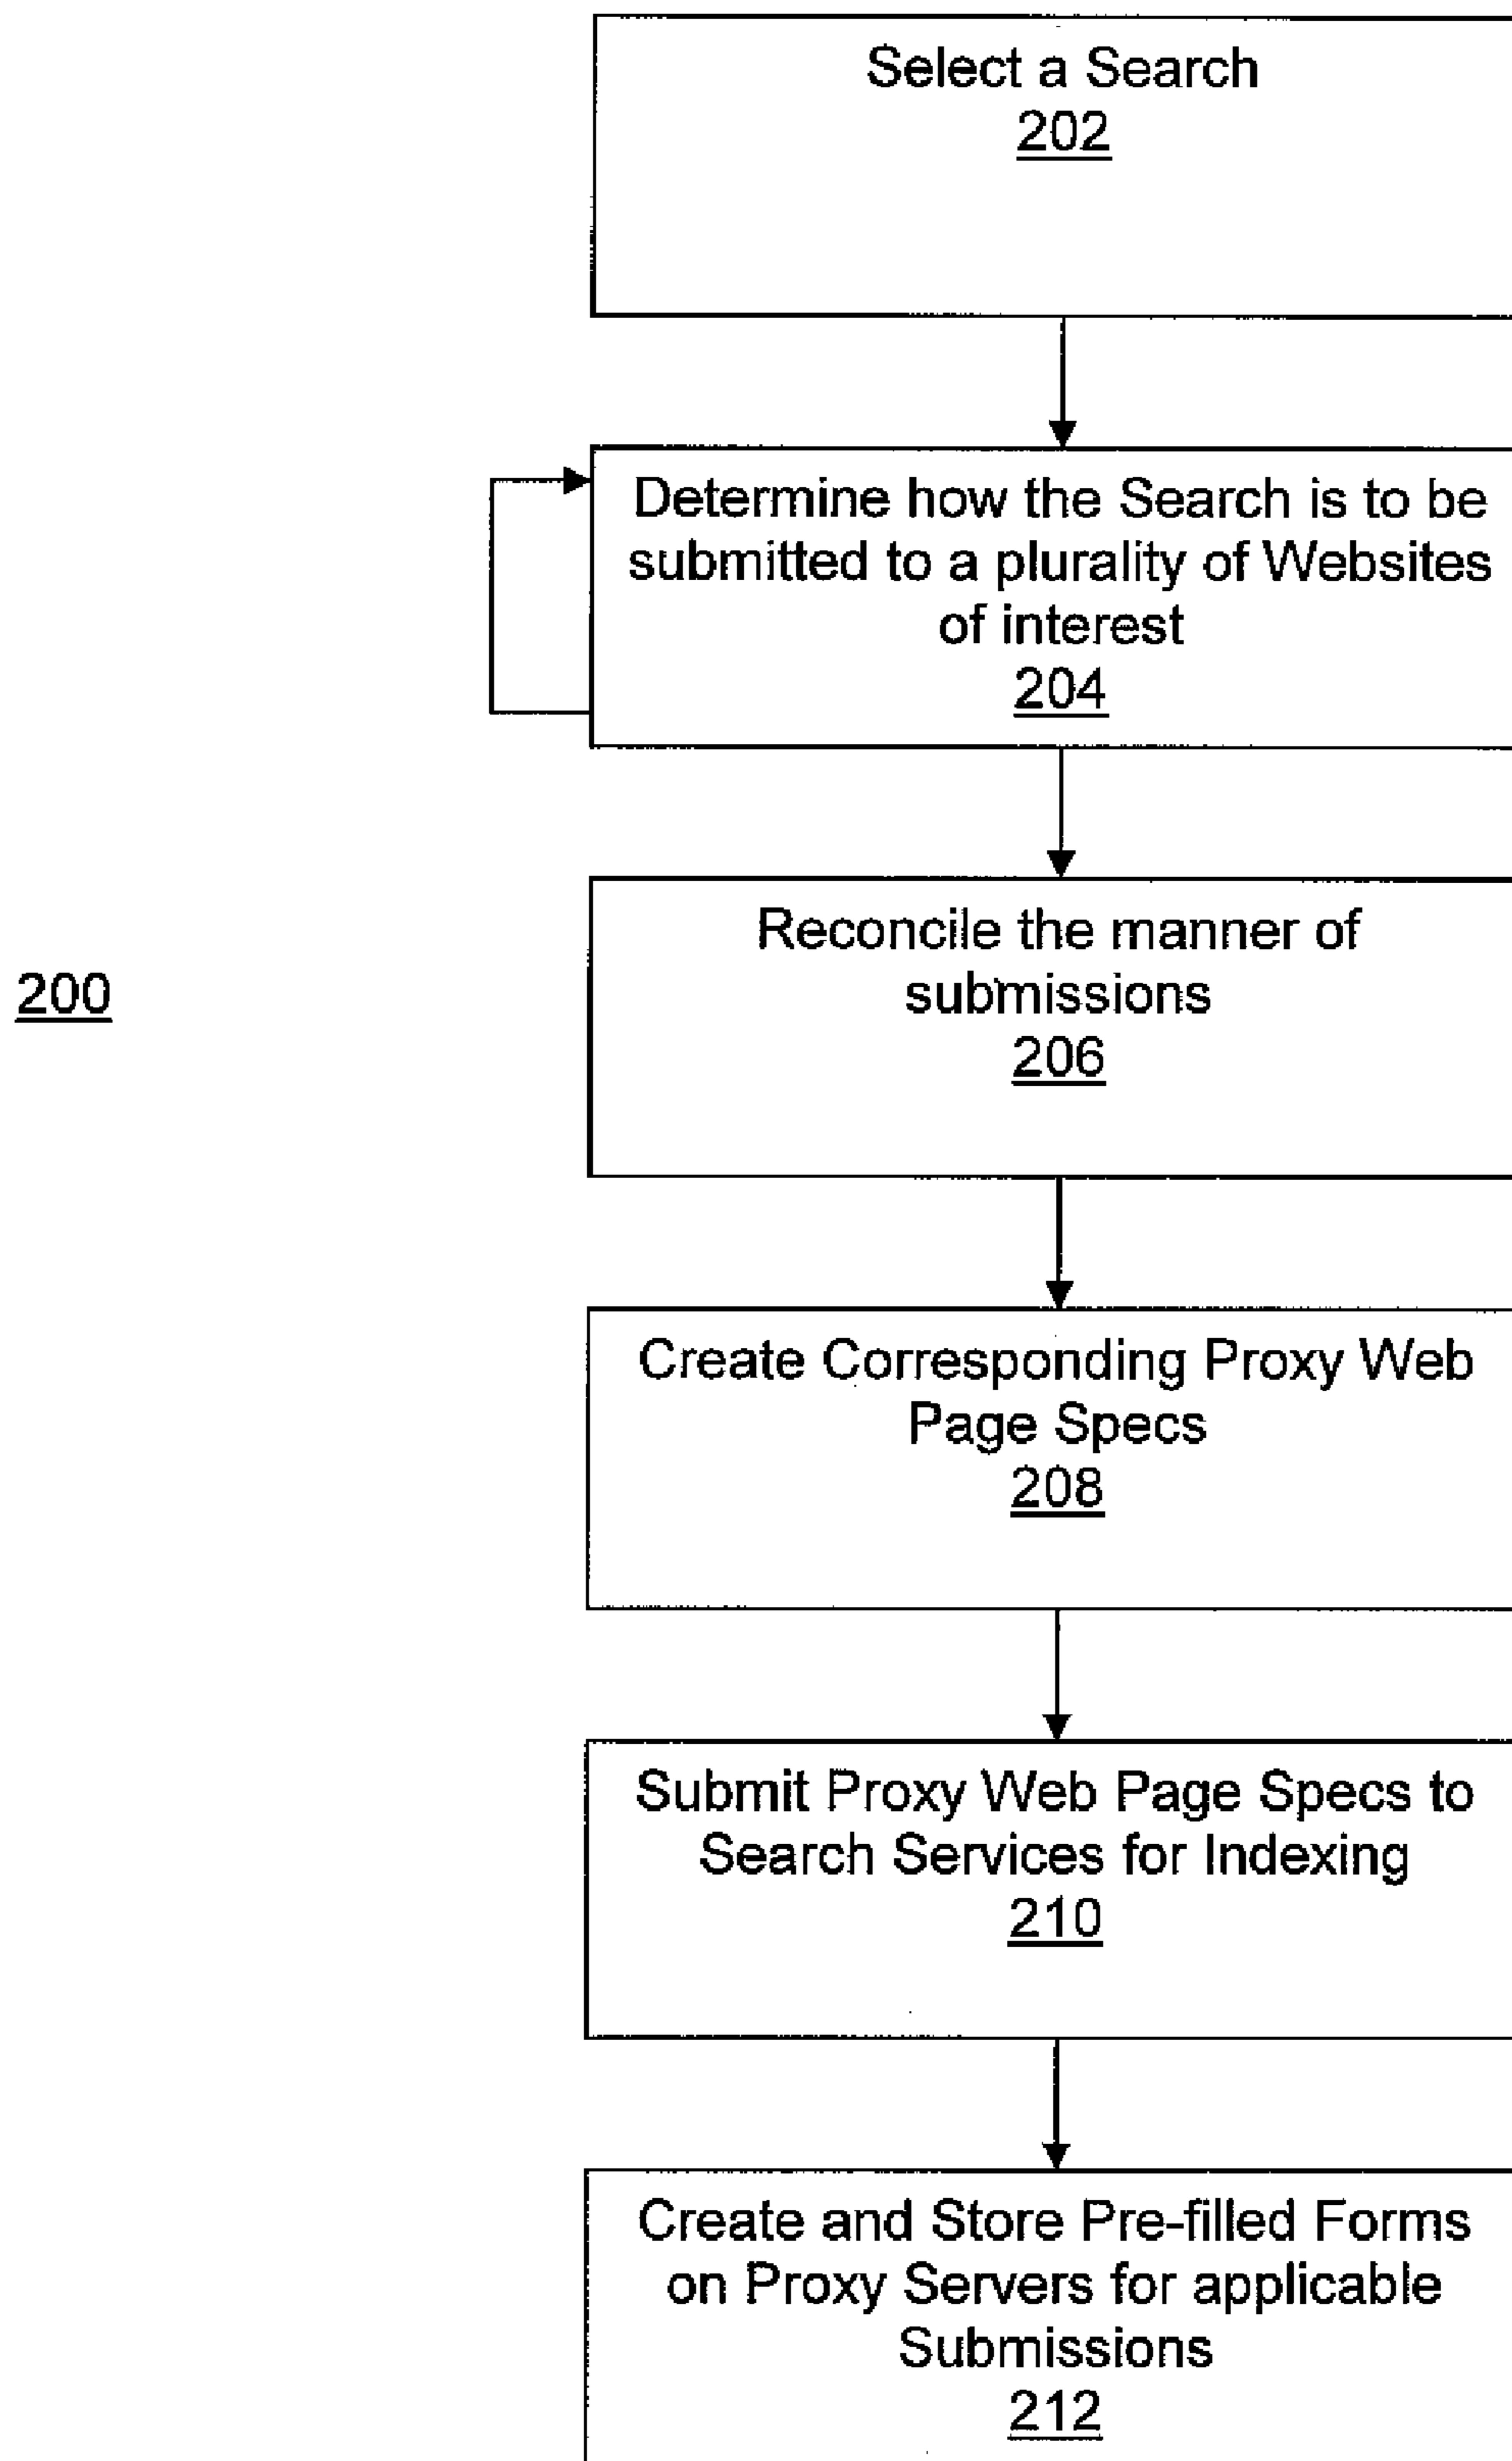 Select a Search
202
Determine how the Search is to be
submitted to a plurality of Websites
of interest
204
Reconcile the manner of
submissions
206
200
Create Corresponding Proxy Web
Page Specs
208
Submit Proxy Web Page Specs to
Search Services for Indexing
210
Create and Store Pre-filled Forms
on Proxy Servers for applicable
Submissions
212